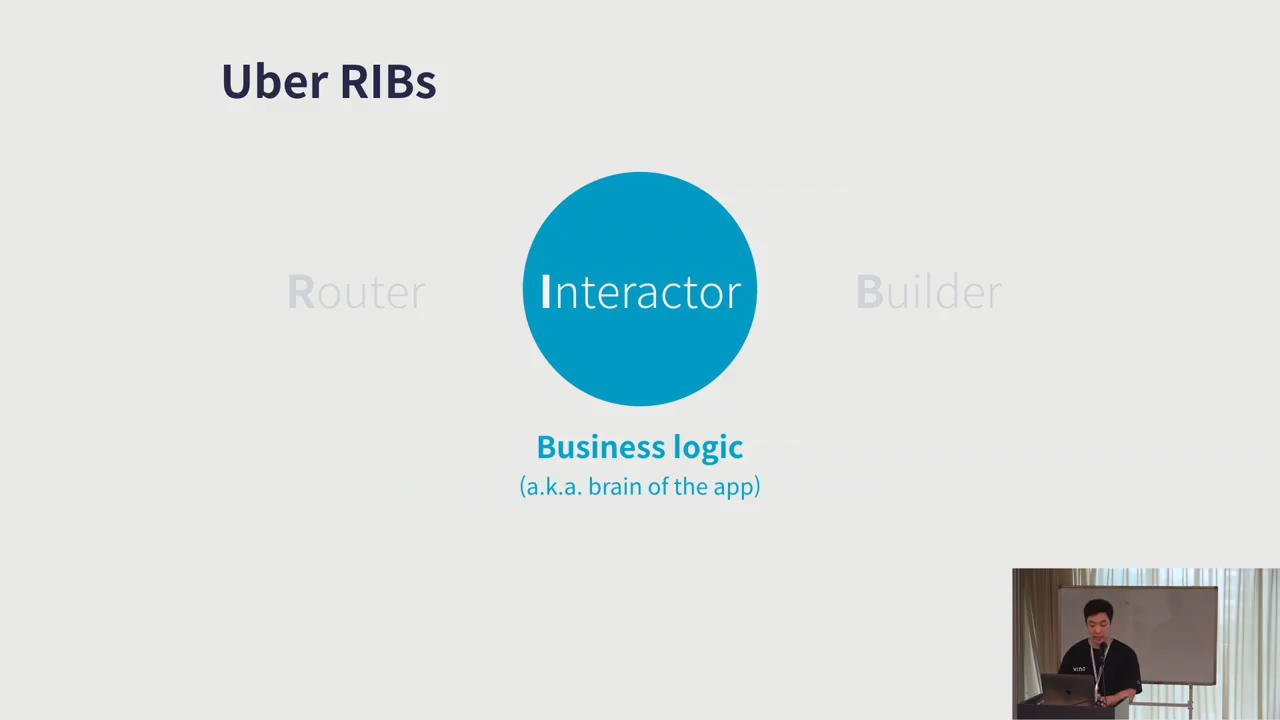 Uber RIBs
Router
Interactor
Builder
Business logic
(a.k.a. brain of the app)